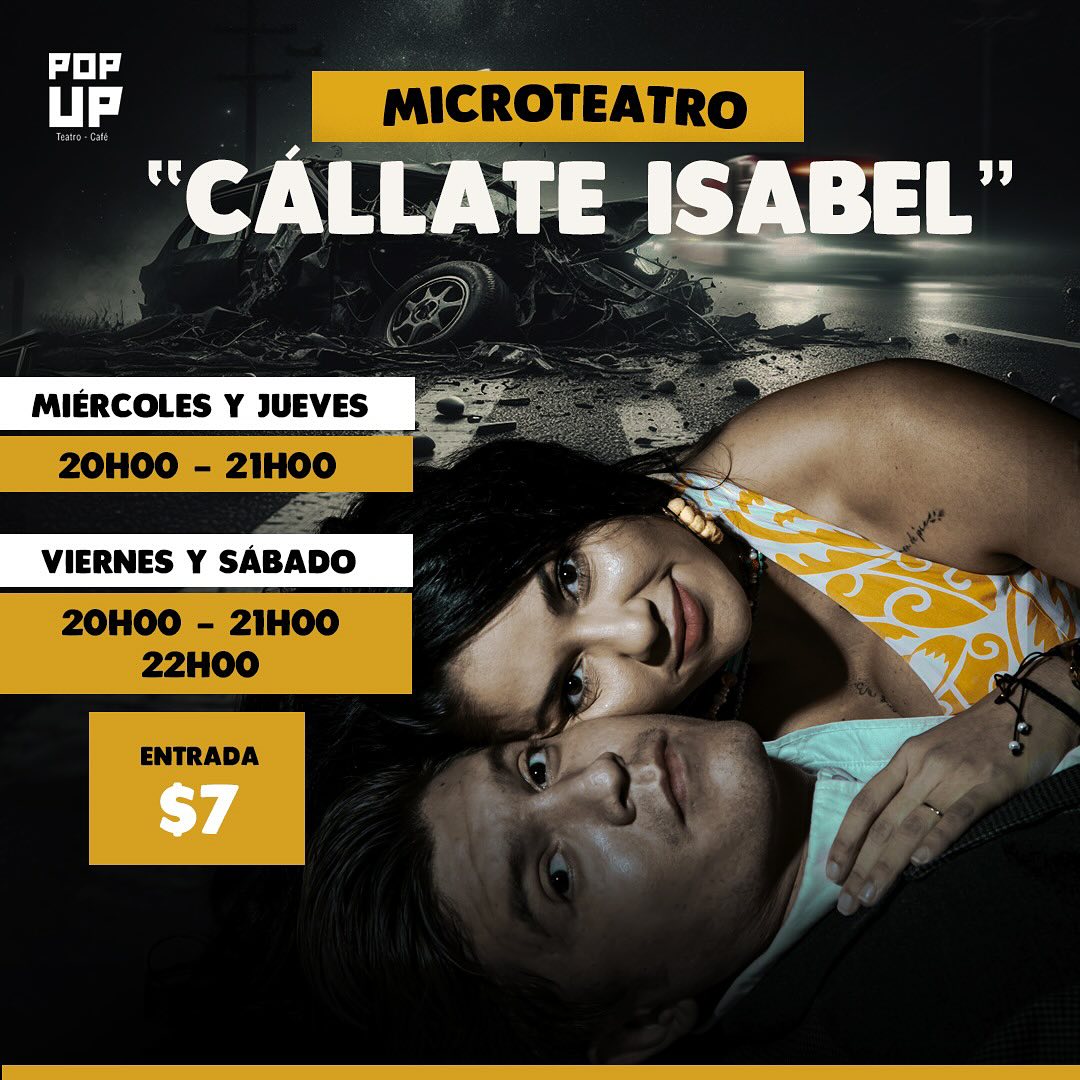 POP
UP
Teatro - Café
MICROTEATRO
“CÁLLATE ISABEL”
MIÉRCOLES Y JUEVES
20H00 - 21H00
VIERNES Y SÁBADO
20H00 - 21H00
22H00
ENTRADA
$7